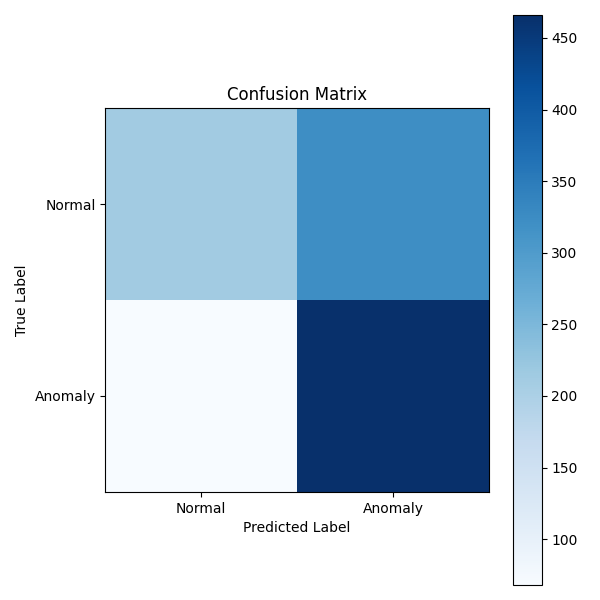 Confusion Matrix
True Label
Normal
Anomaly
Normal Anomaly
Predicted Label
450
400
350
300
250
200
150
100